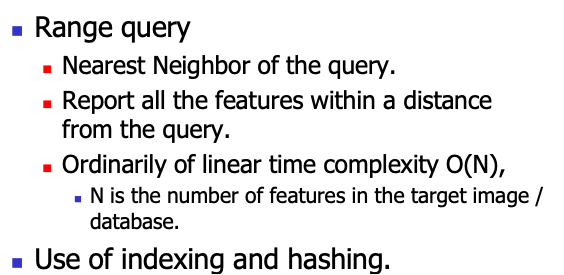 Range query
Nearest Neighbor of the query.
Report all the features within a distance
from the query.
Ordinarily of linear time complexity O(N),
N is the number of features in the target image /
database.
Use of indexing and hashing.